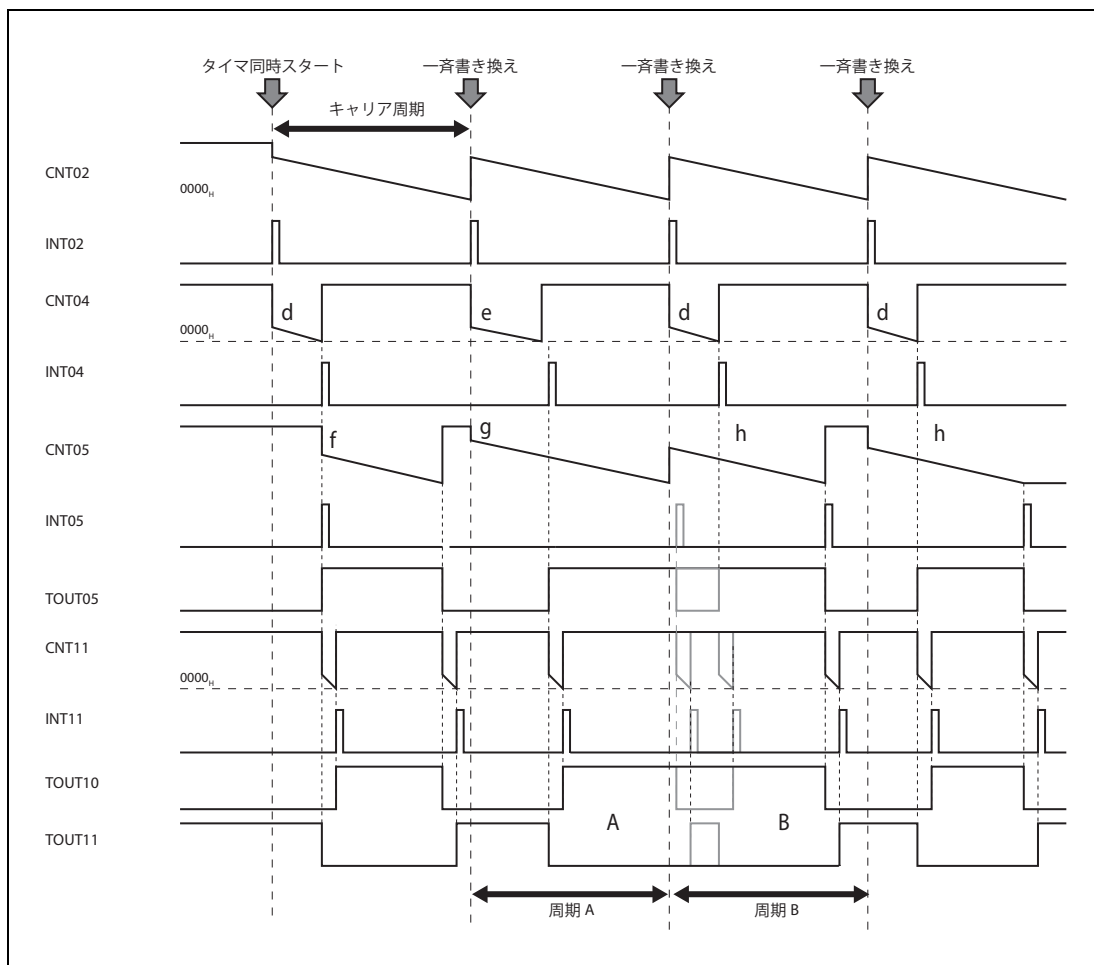 タイマ同時スタート 一斉書き換え 一斉書き換え 一斉書き換え
キャリア周期
CNT02
0000H
INT02
CNT04
d e d d
0000H
INT04
CNT05
f g h h
INT05
TOUT05
CNT11
0000H
INT11
TOUT10
A B
TOUT11
周期 A 周期 B